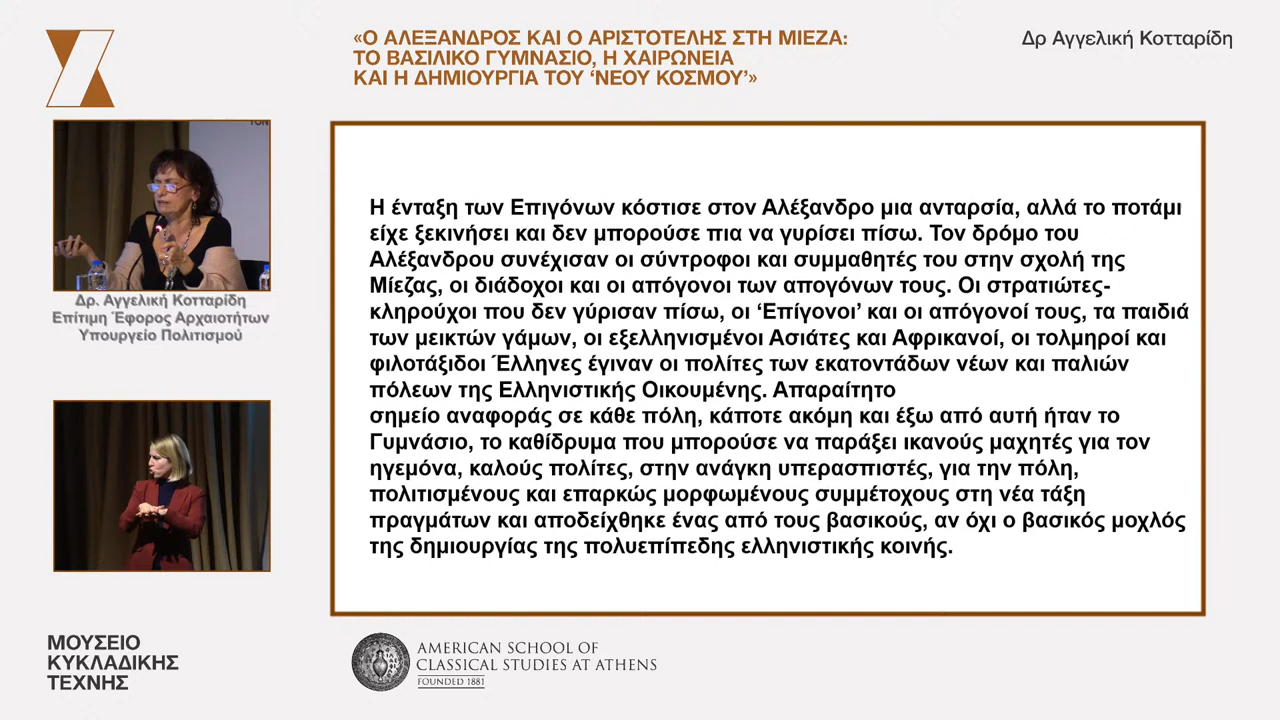 «Ο ΑΛΕΞΑΝΔΡΟΣ ΚΑΙ Ο ΑΡΙΣΤΟΤΕΛΗΣ ΣΤΗ ΜΙΕΖΑ:
ΤΟ ΒΑΣΙΛΙΚΟ ΓΥΜΝΑΣΙΟ, Η ΧΑΙΡΩΝΕΙΑ
ΚΑΙ Η ΔΗΜΙΟΥΡΓΙΑ ΤΟΥ ‘ΝΕΟΥ ΚΟΣΜΟΥ’»
Δρ Αγγελική Κοτταρίδη
ΤΟΝ
Δρ. Αγγελική Κοτταρίδη
Επίτιμη Έφορος Αρχαιοτήτων
Υπουργείο Πολιτισμού
Η ένταξη των Επιγόνων κόστισε στον Αλέξανδρο μια ανταρσία, αλλά το ποτάμι
είχε ξεκινήσει και δεν μπορούσε πια να γυρίσει πίσω. Τον δρόμο του
Αλέξανδρου συνέχισαν οι σύντροφοι και συμμαθητές του στην σχολή της
Μίεζας, οι διάδοχοι και οι απόγονοι των απογόνων τους. Οι στρατιώτες-
κληρούχοι που δεν γύρισαν πίσω, οι ‘Επίγονοι’ και οι απόγονοί τους, τα παιδιά
των μεικτών γάμων, οι εξελληνισμένοι Ασιάτες και Αφρικανοί, οι τολμηροί και
φιλοτάξιδοι Έλληνες έγιναν οι πολίτες των εκατοντάδων νέων και παλιών
πόλεων της Ελληνιστικής Οικουμένης. Απαραίτητο
σημείο αναφοράς σε κάθε πόλη, κάποτε ακόμη και έξω από αυτή ήταν το
Γυμνάσιο, το καθίδρυμα που μπορούσε να παράξει ικανούς μαχητές για τον
ηγεμόνα, καλούς πολίτες, στην ανάγκη υπερασπιστές, για την πόλη,
πολιτισμένους και επαρκώς μορφωμένους συμμέτοχους στη νέα τάξη
πραγμάτων και αποδείχθηκε ένας από τους βασικούς, αν όχι ο βασικός μοχλός
της δημιουργίας της πολυεπίπεδης ελληνιστικής κοινής.
ΜΟΥΣΕΙΟ
ΚΥΚΛΑΔΙΚΗΣ
ΤΕΧΝΗΣ
AMERICAN SCHOOL OF
CLASSICAL STUDIES AT ATHENS
FOUNDED 1881